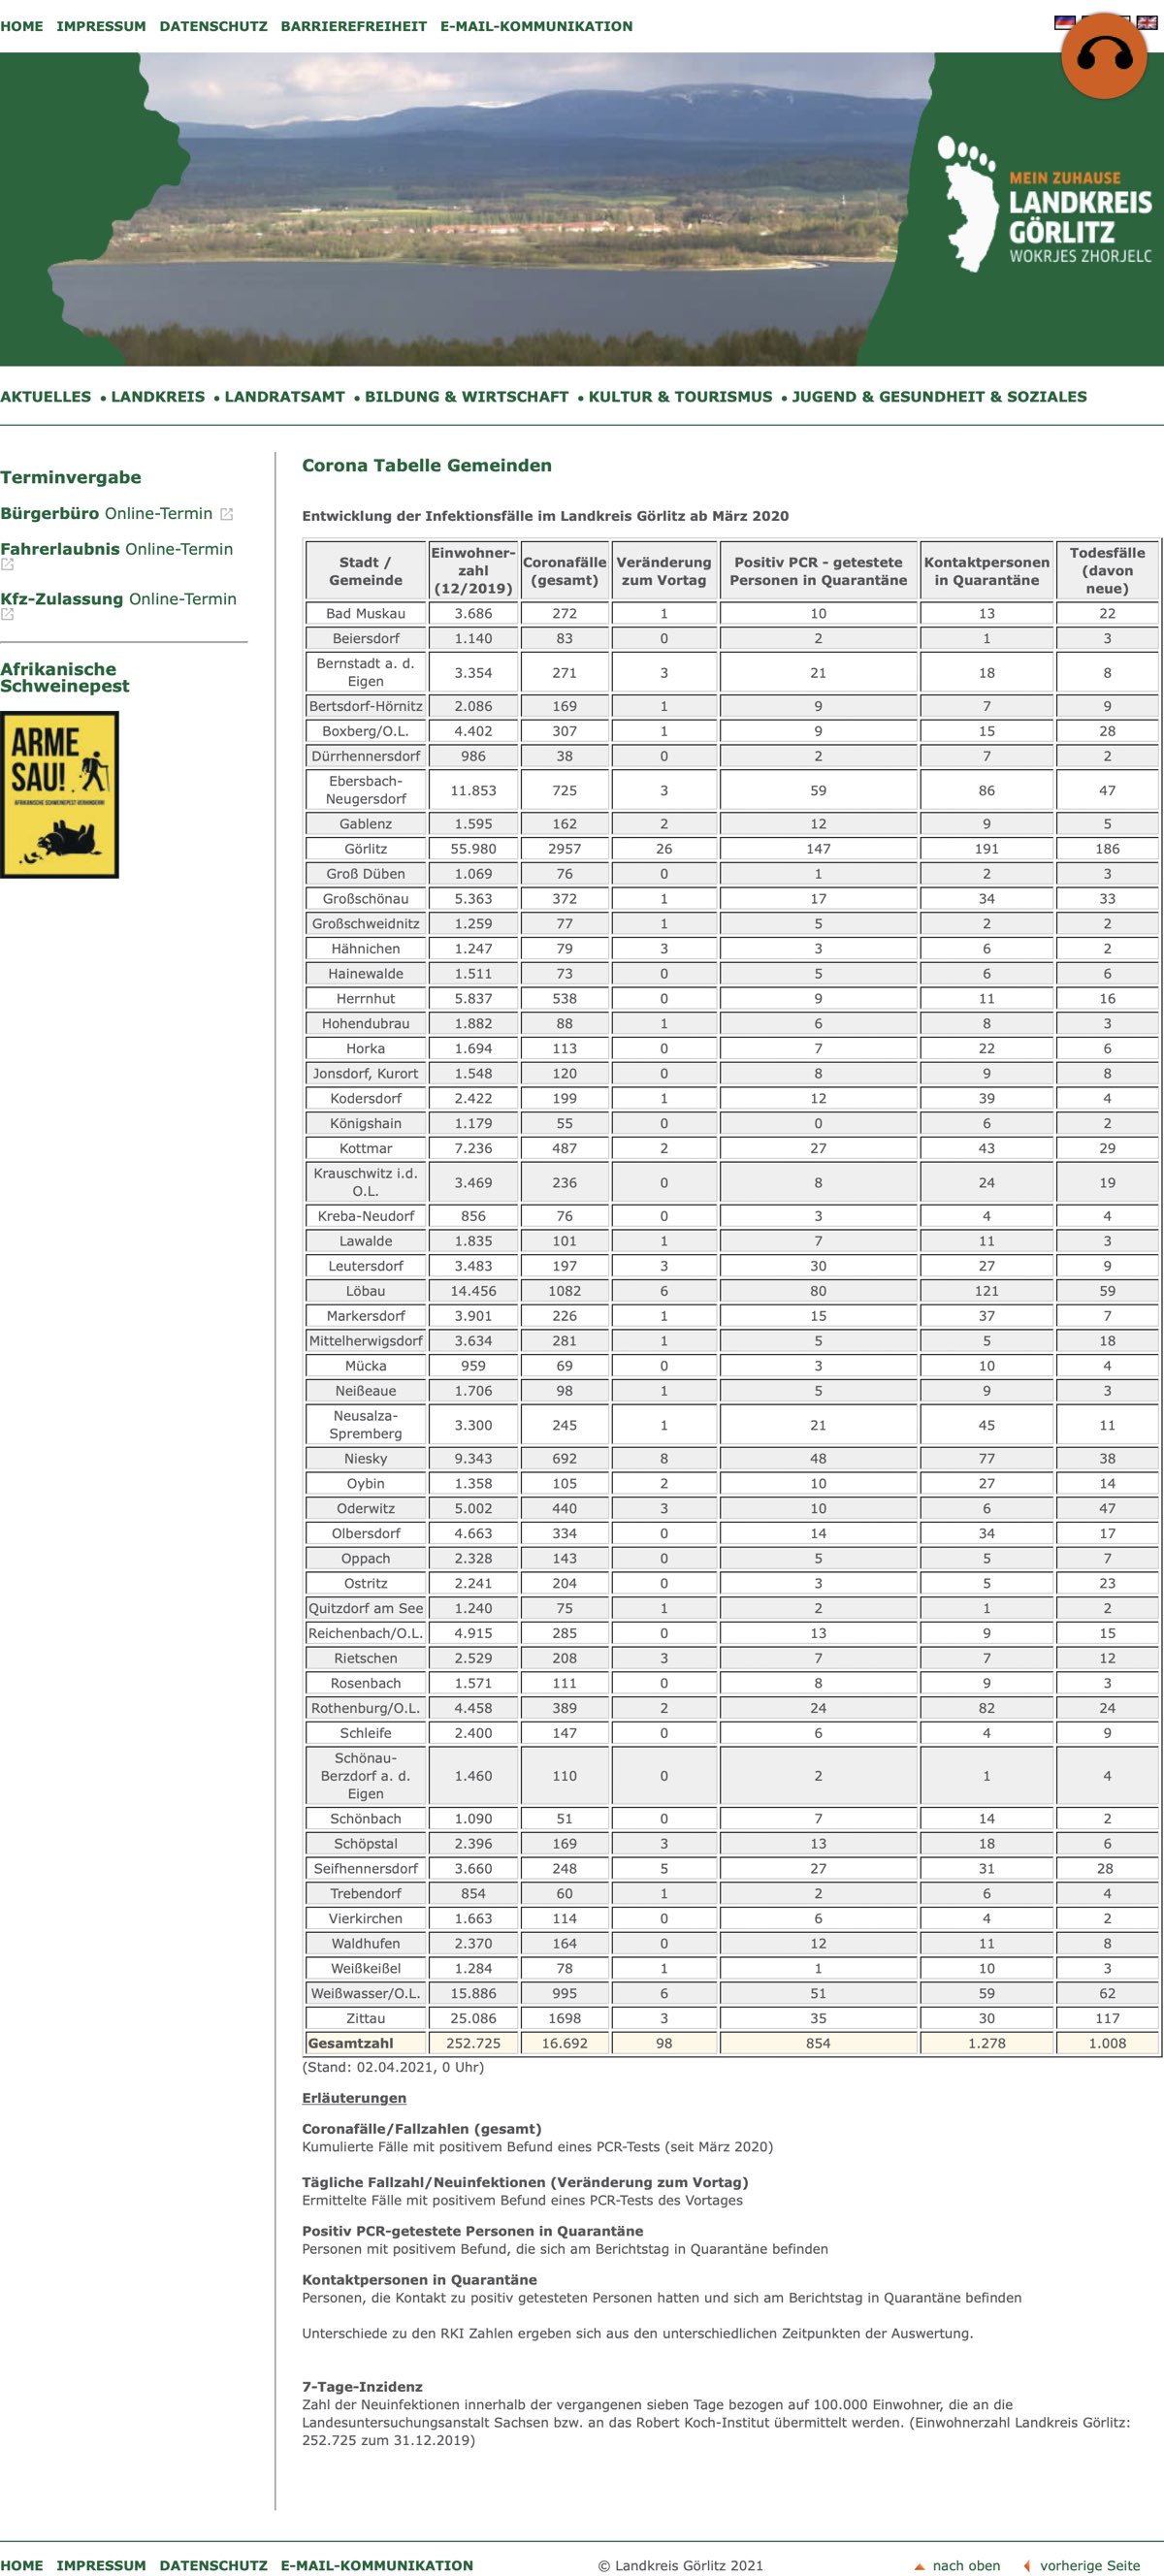 HOME IMPRESSUM DATENSCHUTZ BARRIEREFREIHEIT E-MAIL-KOMMUNIKATION
MEIN ZUHAUSE
LANDKREIS
GÖRLITZ
WOKRJES ZHORJELC
AKTUELLES • LANDKREIS • LANDRATSAMT • BILDUNG & WIRTSCHAFT • KULTUR & TOURISMUS • JUGEND & GESUNDHEIT & SOZIALES
Terminvergabe
Bürgerbüro Online-Termin
Fahrerlaubnis Online-Termin
Kfz-Zulassung Online-Termin
Afrikanische
Schweinepest
ARME
SAU!
AFRIKANISCHE SCHWEINEPEST VERHINDERN!
Corona Tabelle Gemeinden
Entwicklung der Infektionsfälle im Landkreis Görlitz ab März 2020
Stadt / Gemeinde Einwohner-zahl (12/2019) Coronafälle (gesamt) Veränderung zum Vortag Positiv PCR - getestete Personen in Quarantäne Kontaktpersonen in Quarantäne Todesfälle (davon neue)
Bad Muskau 3.686 272 1 10 13 22
Beiersdorf 1.140 83 0 2 1 3
Bernstadt a. d. Eigen 3.354 271 3 21 18 8
Bertsdorf-Hörnitz 2.086 169 1 9 7 9
Boxberg/O.L. 4.402 307 1 9 15 28
Dürrhennersdorf 986 38 0 2 7 2
Ebersbach-Neugersdorf 11.853 725 3 59 86 47
Gablenz 1.595 162 2 12 9 5
Görlitz 55.980 2957 26 147 191 186
Groß Düben 1.069 76 0 1 2 3
Großschönau 5.363 372 1 17 34 33
Großschweidnitz 1.259 77 1 5 2 2
Hähnichen 1.247 79 3 3 6 2
Hainewalde 1.511 73 0 5 6 6
Herrnhut 5.837 538 0 9 11 16
Hohendubrau 1.882 88 1 6 8 3
Horka 1.694 113 0 7 22 6
Jonsdorf, Kurort 1.548 120 0 8 9 8
Kodersdorf 2.422 199 1 12 39 4
Königshain 1.179 55 0 0 6 2
Kottmar 7.236 487 2 27 43 29
Krauschwitz i.d. O.L. 3.469 236 0 8 24 19
Kreba-Neudorf 856 76 0 3 4 4
Lawalde 1.835 101 1 7 11 3
Leutersdorf 3.483 197 3 30 27 9
Löbau 14.456 1082 6 80 121 59
Markersdorf 3.901 226 1 15 37 7
Mittelherwigsdorf 3.634 281 1 5 5 18
Mücka 959 69 0 3 10 4
Neißeaue 1.706 98 1 5 9 3
Neusalza-Spremberg 3.300 245 1 21 45 11
Niesky 9.343 692 8 48 77 38
Oybin 1.358 105 2 10 27 14
Oderwitz 5.002 440 3 10 6 47
Olbersdorf 4.663 334 0 14 34 17
Oppach 2.328 143 0 5 5 7
Ostritz 2.241 204 0 3 5 23
Quitzdorf am See 1.240 75 1 2 1 2
Reichenbach/O.L. 4.915 285 0 13 9 15
Rietschen 2.529 208 3 7 7 12
Rosenbach 1.571 111 0 8 9 3
Rothenburg/O.L. 4.458 389 2 24 82 24
Schleife 2.400 147 0 6 4 9
Schönau-Berzdorf a. d. Eigen 1.460 110 0 2 1 4
Schönbach 1.090 51 0 7 14 2
Schöpstal 2.396 169 3 13 18 6
Seifhennersdorf 3.660 248 5 27 31 28
Trebendorf 854 60 1 2 6 4
Vierkirchen 1.663 114 0 6 4 2
Waldhufen 2.370 164 0 12 11 8
Weißkeißel 1.284 78 1 1 10 3
Weißwasser/O.L. 15.886 995 6 51 59 62
Zittau 25.086 1698 3 35 30 117
Gesamtzahl 252.725 16.692 98 854 1.278 1.008
(Stand: 02.04.2021, 0 Uhr)
Erläuterungen
Coronafälle/Fallzahlen (gesamt)
Kumulierte Fälle mit positivem Befund eines PCR-Tests (seit März 2020)
Tägliche Fallzahl/Neuinfektionen (Veränderung zum Vortag)
Ermittelte Fälle mit positivem Befund eines PCR-Tests des Vortages
Positiv PCR-getestete Personen in Quarantäne
Personen mit positivem Befund, die sich am Berichtstag in Quarantäne befinden
Kontaktpersonen in Quarantäne
Personen, die Kontakt zu positiv getesteten Personen hatten und sich am Berichtstag in Quarantäne befinden
Unterschiede zu den RKI Zahlen ergeben sich aus den unterschiedlichen Zeitpunkten der Auswertung.
7-Tage-Inzidenz
Zahl der Neuinfektionen innerhalb der vergangenen sieben Tage bezogen auf 100.000 Einwohner, die an die
Landesuntersuchungsanstalt Sachsen bzw. an das Robert Koch-Institut übermittelt werden. (Einwohnerzahl Landkreis Görlitz:
252.725 zum 31.12.2019)
HOME IMPRESSUM DATENSCHUTZ E-MAIL-KOMMUNIKATION © Landkreis Görlitz 2021 nach oben vorherige Seite